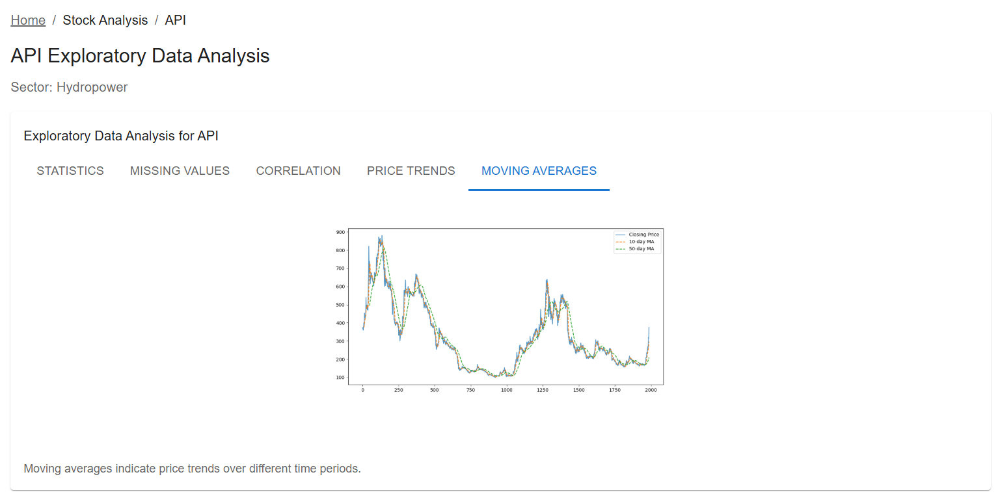 Home / Stock Analysis / API
API Exploratory Data Analysis
Sector: Hydropower
Exploratory Data Analysis for API
STATISTICS MISSING VALUES CORRELATION PRICE TRENDS MOVING AVERAGES
Closing Price
10-day MA
50-day MA
900
800
700
600
500
400
300
200
100
0 250 500 750 1000 1250 1500 1750 2000
Moving averages indicate price trends over different time periods.